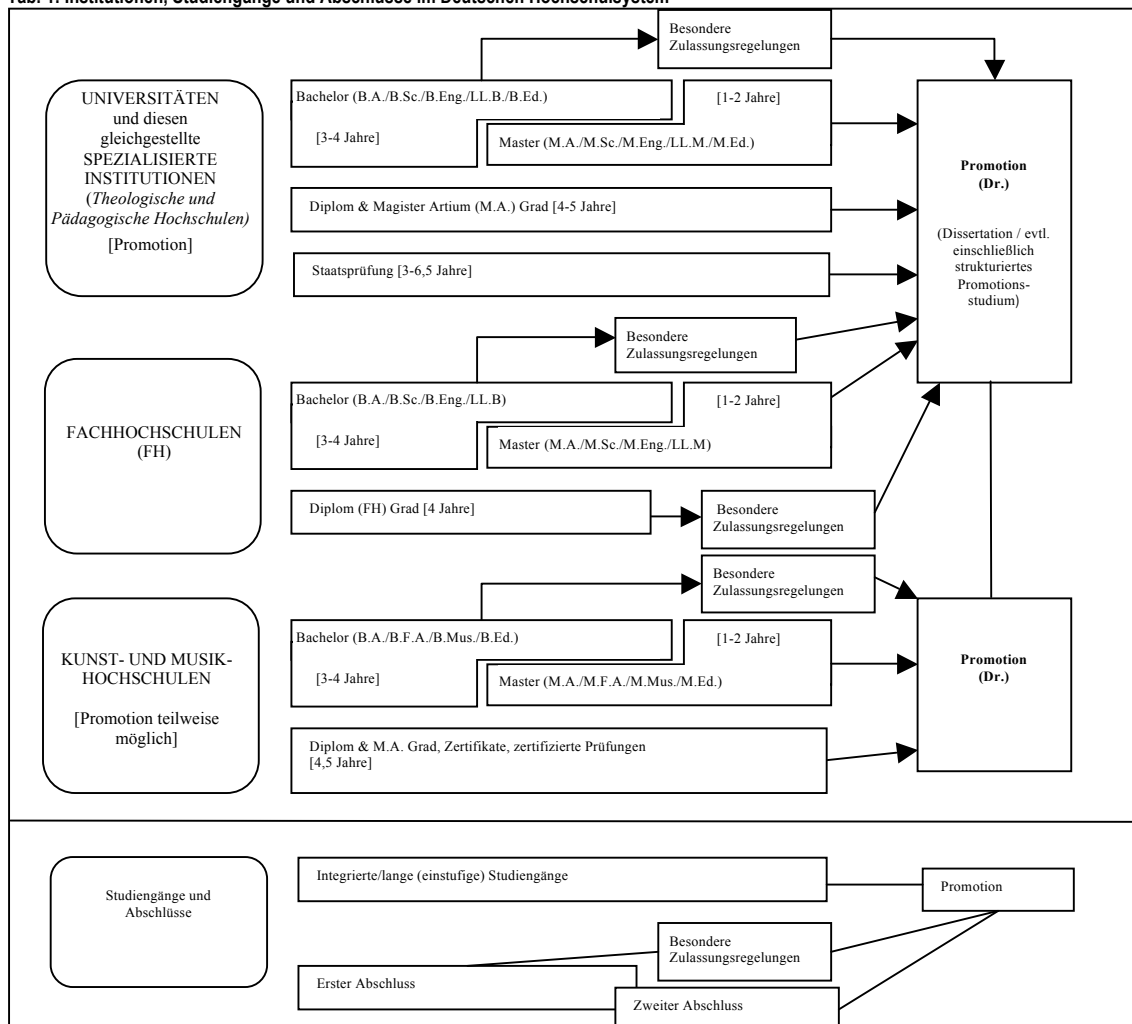 Tab. 1: Institutionen, Studiengänge und Abschlüsse im Deutschen Hochschulsystem
Besondere
Zulassungsregelungen
UNIVERSITÄTEN
und diesen
gleichgestellte
SPEZIALISIERTE
INSTITUTIONEN
(Theologische und
Pädagogische Hochschulen)
[Promotion]
Bachelor (B.A./B.Sc./B.Eng./LL.B./B.Ed.)
[3-4 Jahre]
[1-2 Jahre]
Master (M.A./M.Sc./M.Eng./LL.M./M.Ed.)
Diplom & Magister Artium (M.A.) Grad [4-5 Jahre]
Staatsprüfung [3-6,5 Jahre]
Promotion
(Dr.)
(Dissertation / evtl.
einschließlich
strukturiertes
Promotions-
studium)
Besondere
Zulassungsregelungen
FACHHOCHSCHULEN
(FH)
Bachelor (B.A./B.Sc./B.Eng./LL.B)
[3-4 Jahre]
[1-2 Jahre]
Master (M.A./M.Sc./M.Eng./LL.M)
Diplom (FH) Grad [4 Jahre]
Besondere
Zulassungsregelungen
Besondere
Zulassungsregelungen
KUNST- UND MUSIK-
HOCHSCHULEN
[Promotion teilweise
möglich]
Bachelor (B.A./B.F.A./B.Mus./B.Ed.)
[3-4 Jahre]
[1-2 Jahre]
Master (M.A./M.F.A./M.Mus./M.Ed.)
Diplom & M.A. Grad, Zertifikate, zertifizierte Prüfungen
[4,5 Jahre]
Promotion
(Dr.)
Studiengänge und
Abschlüsse
Integrierte/lange (einstufige) Studiengänge
Promotion
Besondere
Zulassungsregelungen
Erster Abschluss
Zweiter Abschluss